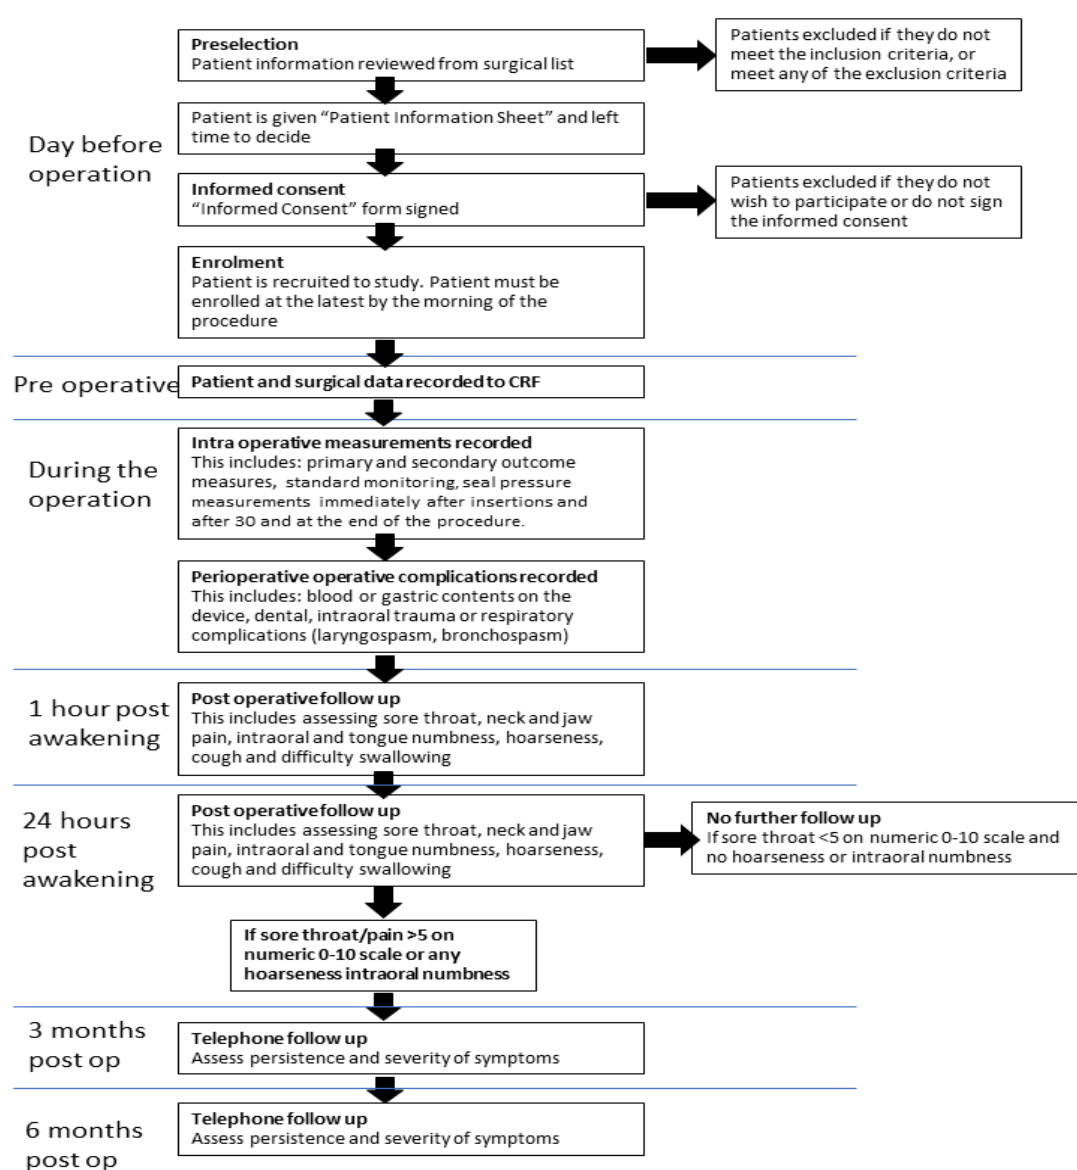 Preselection
Patient information reviewed from surgical list
Patients excluded if they do not
meet the inclusion criteria, or
meet any of the exclusion criteria
Day before
operation
Patient is given “Patient Information Sheet” and left
time to decide
Informed consent
“Informed Consent” form signed
Patients excluded if they do not
wish to participate or do not sign
the informed consent
Enrolment
Patient is recruited to study. Patient must be
enrolled at the latest by the morning of the
procedure
Pre operative
Patient and surgical data recorded to CRF
During the
operation
Intra operative measurements recorded
This includes: primary and secondary outcome
measures, standard monitoring, seal pressure
measurements immediately after insertions and
after 30 and at the end of the procedure.
Perioperative operative complications recorded
This includes: blood or gastric contents on the
device, dental, intraoral trauma or respiratory
complications (laryngospasm, bronchospasm)
1 hour post
awakening
Post operative follow up
This includes assessing sore throat, neck and jaw
pain, intraoral and tongue numbness, hoarseness,
cough and difficulty swallowing
24 hours
post
awakening
Post operative follow up
This includes assessing sore throat, neck and jaw
pain, intraoral and tongue numbness, hoarseness,
cough and difficulty swallowing
No further follow up
If sore throat <5 on numeric 0-10 scale and
no hoarseness or intraoral numbness
If sore throat/pain >5 on
numeric 0-10 scale or any
hoarseness intraoral numbness
3 months
post op
Telephone follow up
Assess persistence and severity of symptoms
6 months
post op
Telephone follow up
Assess persistence and severity of symptoms